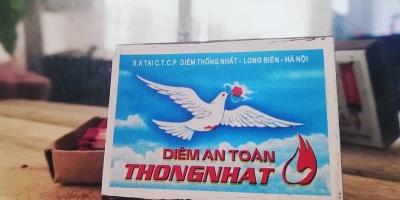 S.X TẠI C.T.C.P DIÊM THỐNG NHẤT - LONG BIÊN - HÀ NỘI
DIÊM AN TOÀN
THONGNHAT